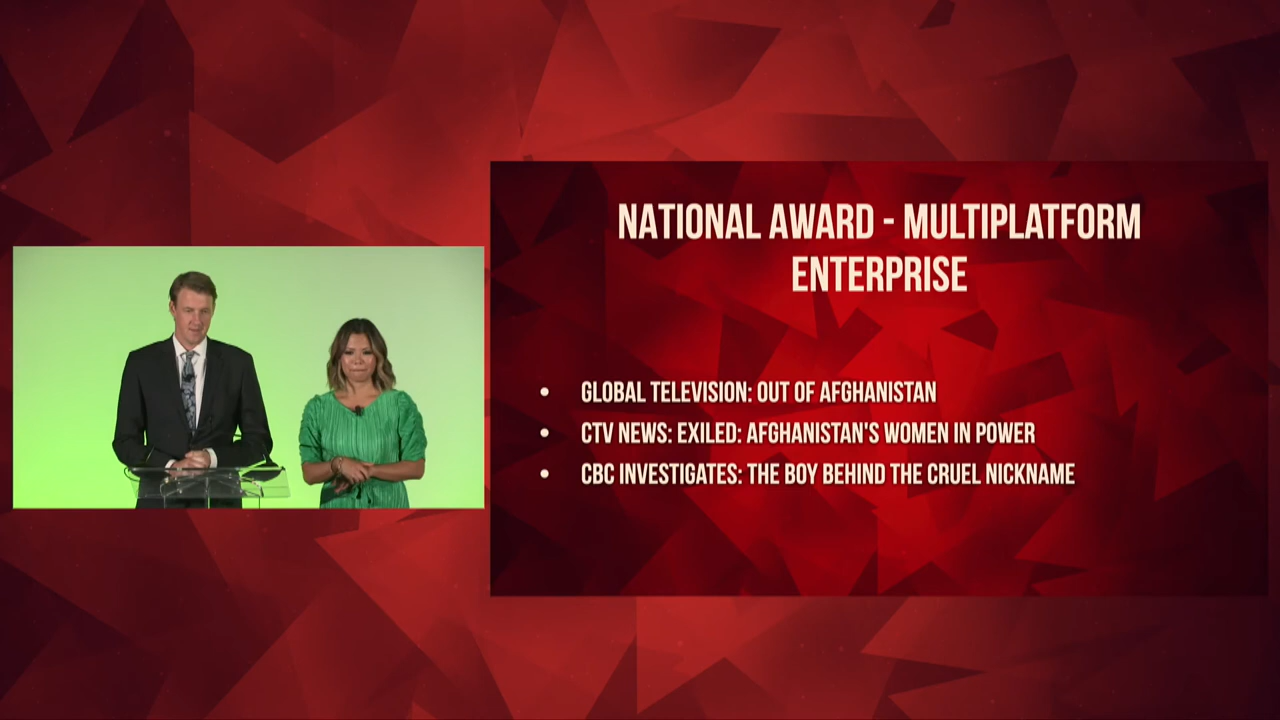 NATIONAL AWARD - MULTIPLATFORM
ENTERPRISE
• GLOBAL TELEVISION: OUT OF AFGHANISTAN
• CTV NEWS: EXILED: AFGHANISTAN'S WOMEN IN POWER
• CBC INVESTIGATES: THE BOY BEHIND THE CRUEL NICKNAME